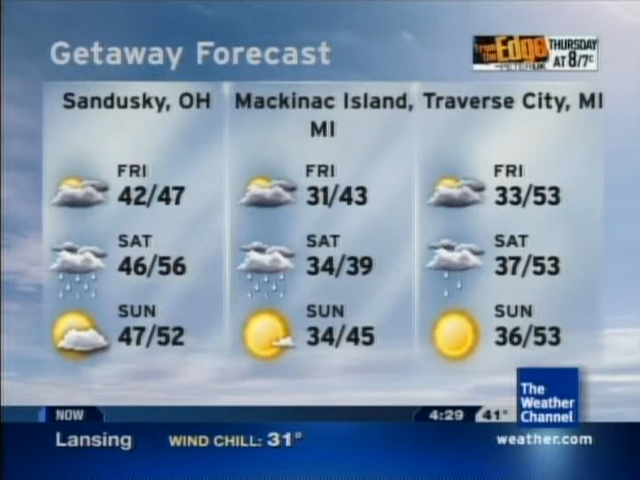 Getaway Forecast
from the Edge
THURSDAY
AT 8/7c
Sandusky, OH
FRI
42/47
SAT
46/56
SUN
47/52
Mackinac Island,
MI
FRI
31/43
SAT
34/39
SUN
34/45
Traverse City, MI
FRI
33/53
SAT
37/53
SUN
36/53
The
Weather
Channel
NOW
4:29 41°
Lansing WIND CHILL: 31°
weather.com